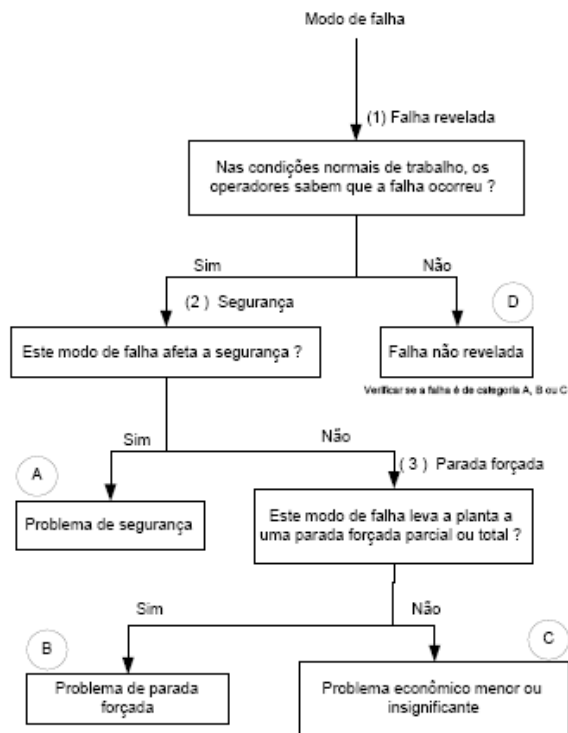 Modo de falha
(1) Falha revelada
Nas condições normais de trabalho, os
operadores sabem que a falha ocorreu ?
Sim
Não
(2 ) Segurança
D
Este modo de falha afeta a segurança ?
Falha não revelada
Verificar se a falha é de categoria A, B ou C
Sim
Não
A
( 3 ) Parada forçada
Problema de segurança
Este modo de falha leva a planta a
uma parada forçada parcial ou total ?
Sim
Não
B
C
Problema de parada
forçada
Problema econômico menor ou
insignificante